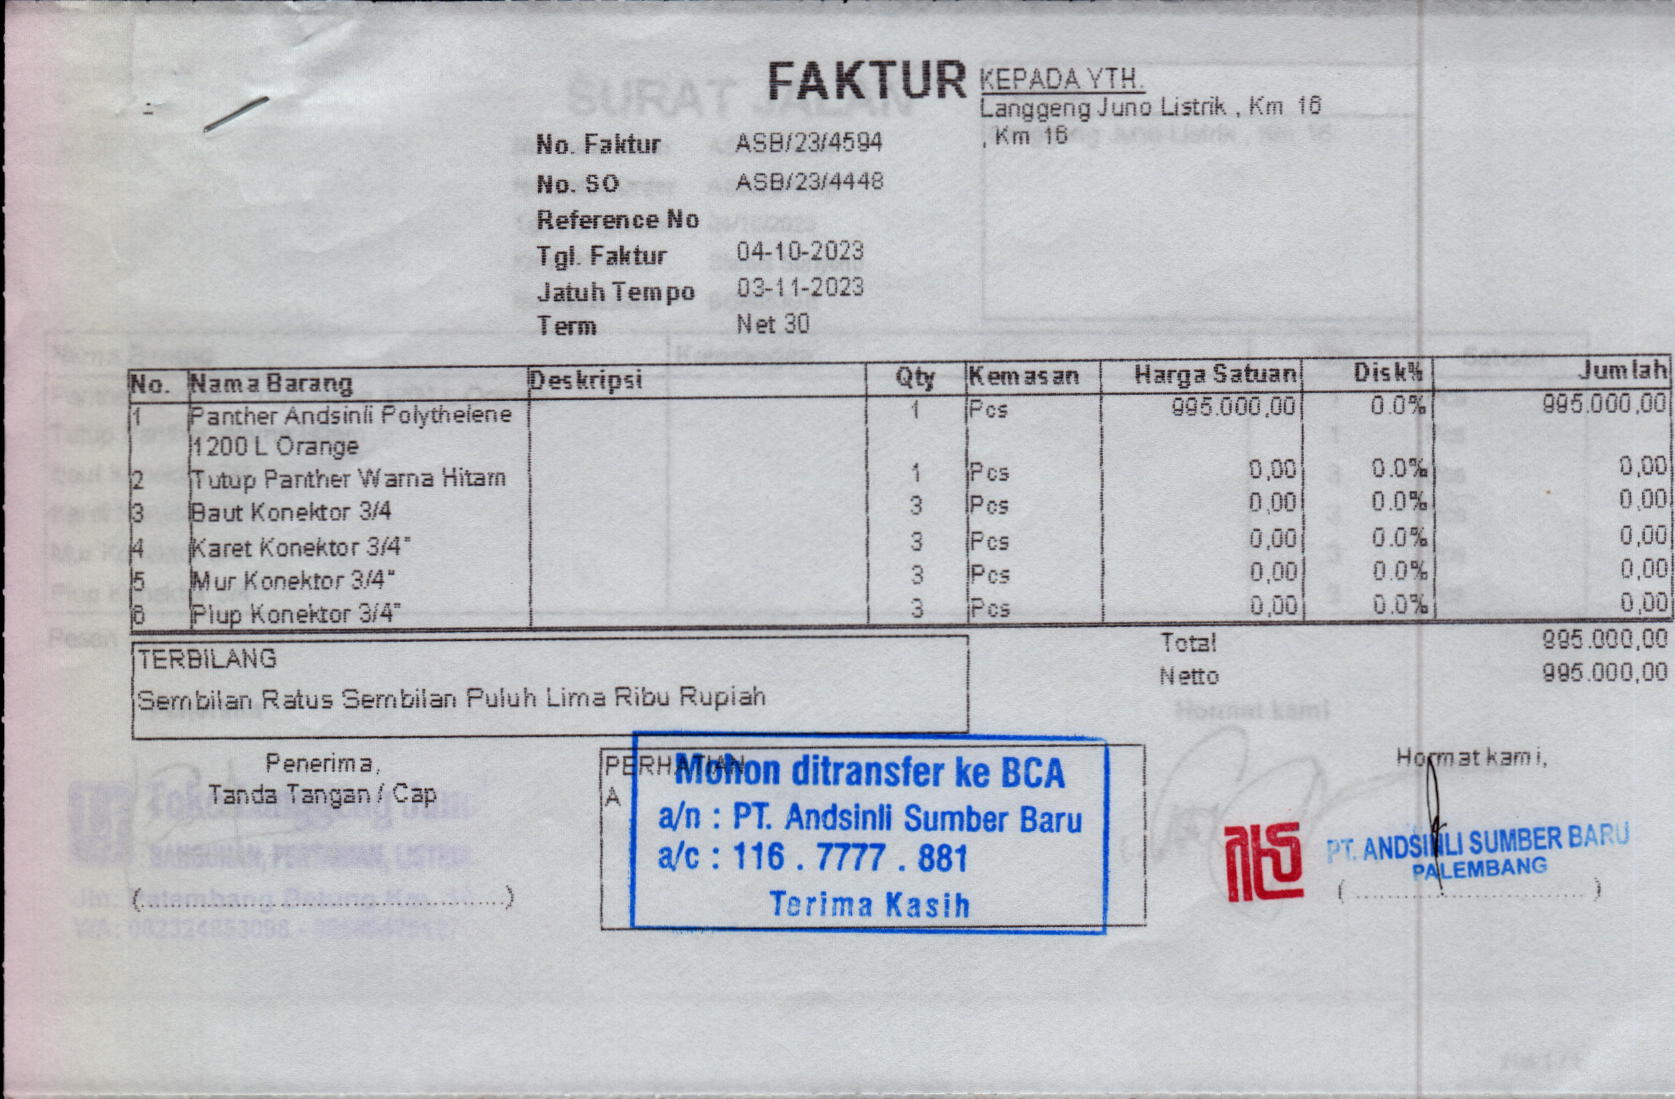 FAKTUR
KEPADA YTH.
Langgeng Juno Listrik , Km 16
, Km 16
No. Faktur ASB/23/4594
No. SO ASB/23/4448
Reference No
Tgl. Faktur 04-10-2023
Jatuh Tempo 03-11-2023
Term Net 30
No. Nama Barang Deskripsi Qty Kemasan Harga Satuan Disk% Jumlah
1 Panther Andsinli Polythelene 1 Pcs 995.000,00 0.0% 995.000,00
1200 L Orange
2 Tutup Panther Warna Hitam 1 Pcs 0,00 0.0% 0,00
3 Baut Konektor 3/4 3 Pcs 0,00 0.0% 0,00
4 Karet Konektor 3/4" 3 Pcs 0,00 0.0% 0,00
5 Mur Konektor 3/4" 3 Pcs 0,00 0.0% 0,00
6 Plup Konektor 3/4" 3 Pcs 0,00 0.0% 0,00
Total 995.000,00
Netto 995.000,00
TERBILANG
Sembilan Ratus Sembilan Puluh Lima Ribu Rupiah
Penerima,
Tanda Tangan / Cap
(..............................)
PERHATIAN
A
Mohon ditransfer ke BCA
a/n : PT. Andsinli Sumber Baru
a/c : 116 . 7777 . 881
Terima Kasih
Hormat kami,
PT. ANDSINLI SUMBER BARU
PALEMBANG
(..............................)
SURAT JALAN